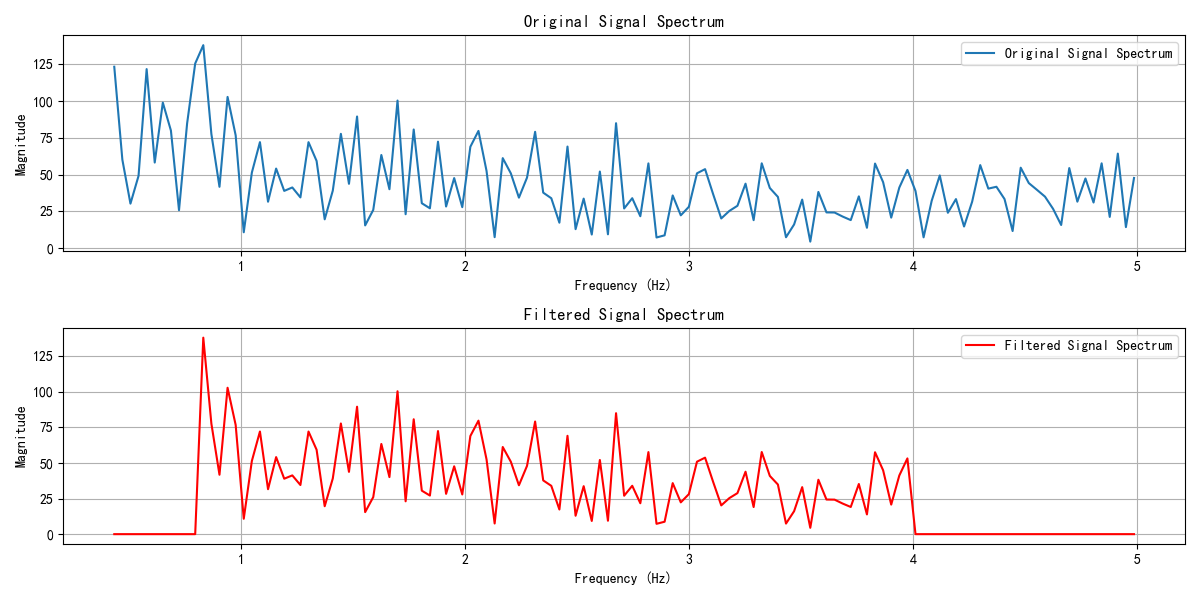 Original Signal Spectrum
Original Signal Spectrum
125
100
75
50
25
0
Magnitude
1 2 3 4 5
Frequency (Hz)
Filtered Signal Spectrum
Filtered Signal Spectrum
125
100
75
50
25
0
Magnitude
1 2 3 4 5
Frequency (Hz)